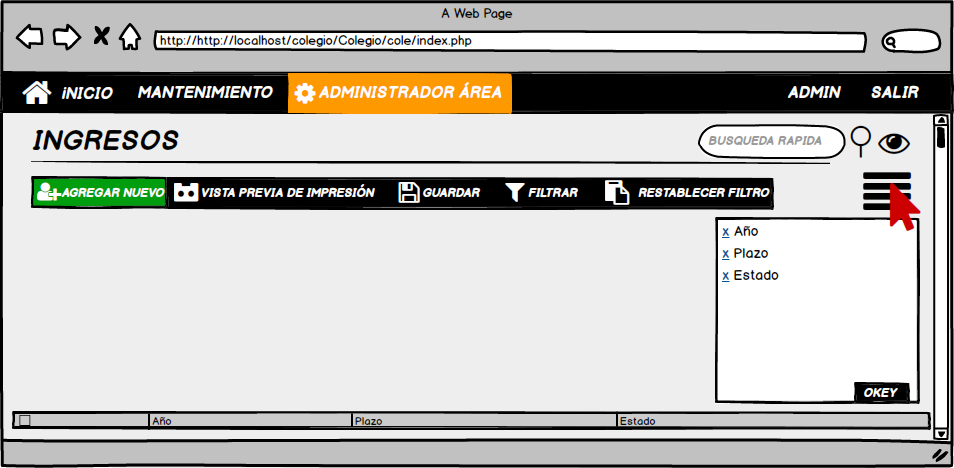 A Web Page
http://http://localhost/colegio/Colegio/cole/index.php
iNICIO MANTENIMIENTO ADMINISTRADOR ÁREA ADMIN SALIR
INGRESOS BUSQUEDA RAPIDA
AGREGAR NUEVO VISTA PREVIA DE IMPRESIÓN GUARDAR FILTRAR RESTABLECER FILTRO
x Año
x Plazo
x Estado
OKEY
Año Plazo Estado